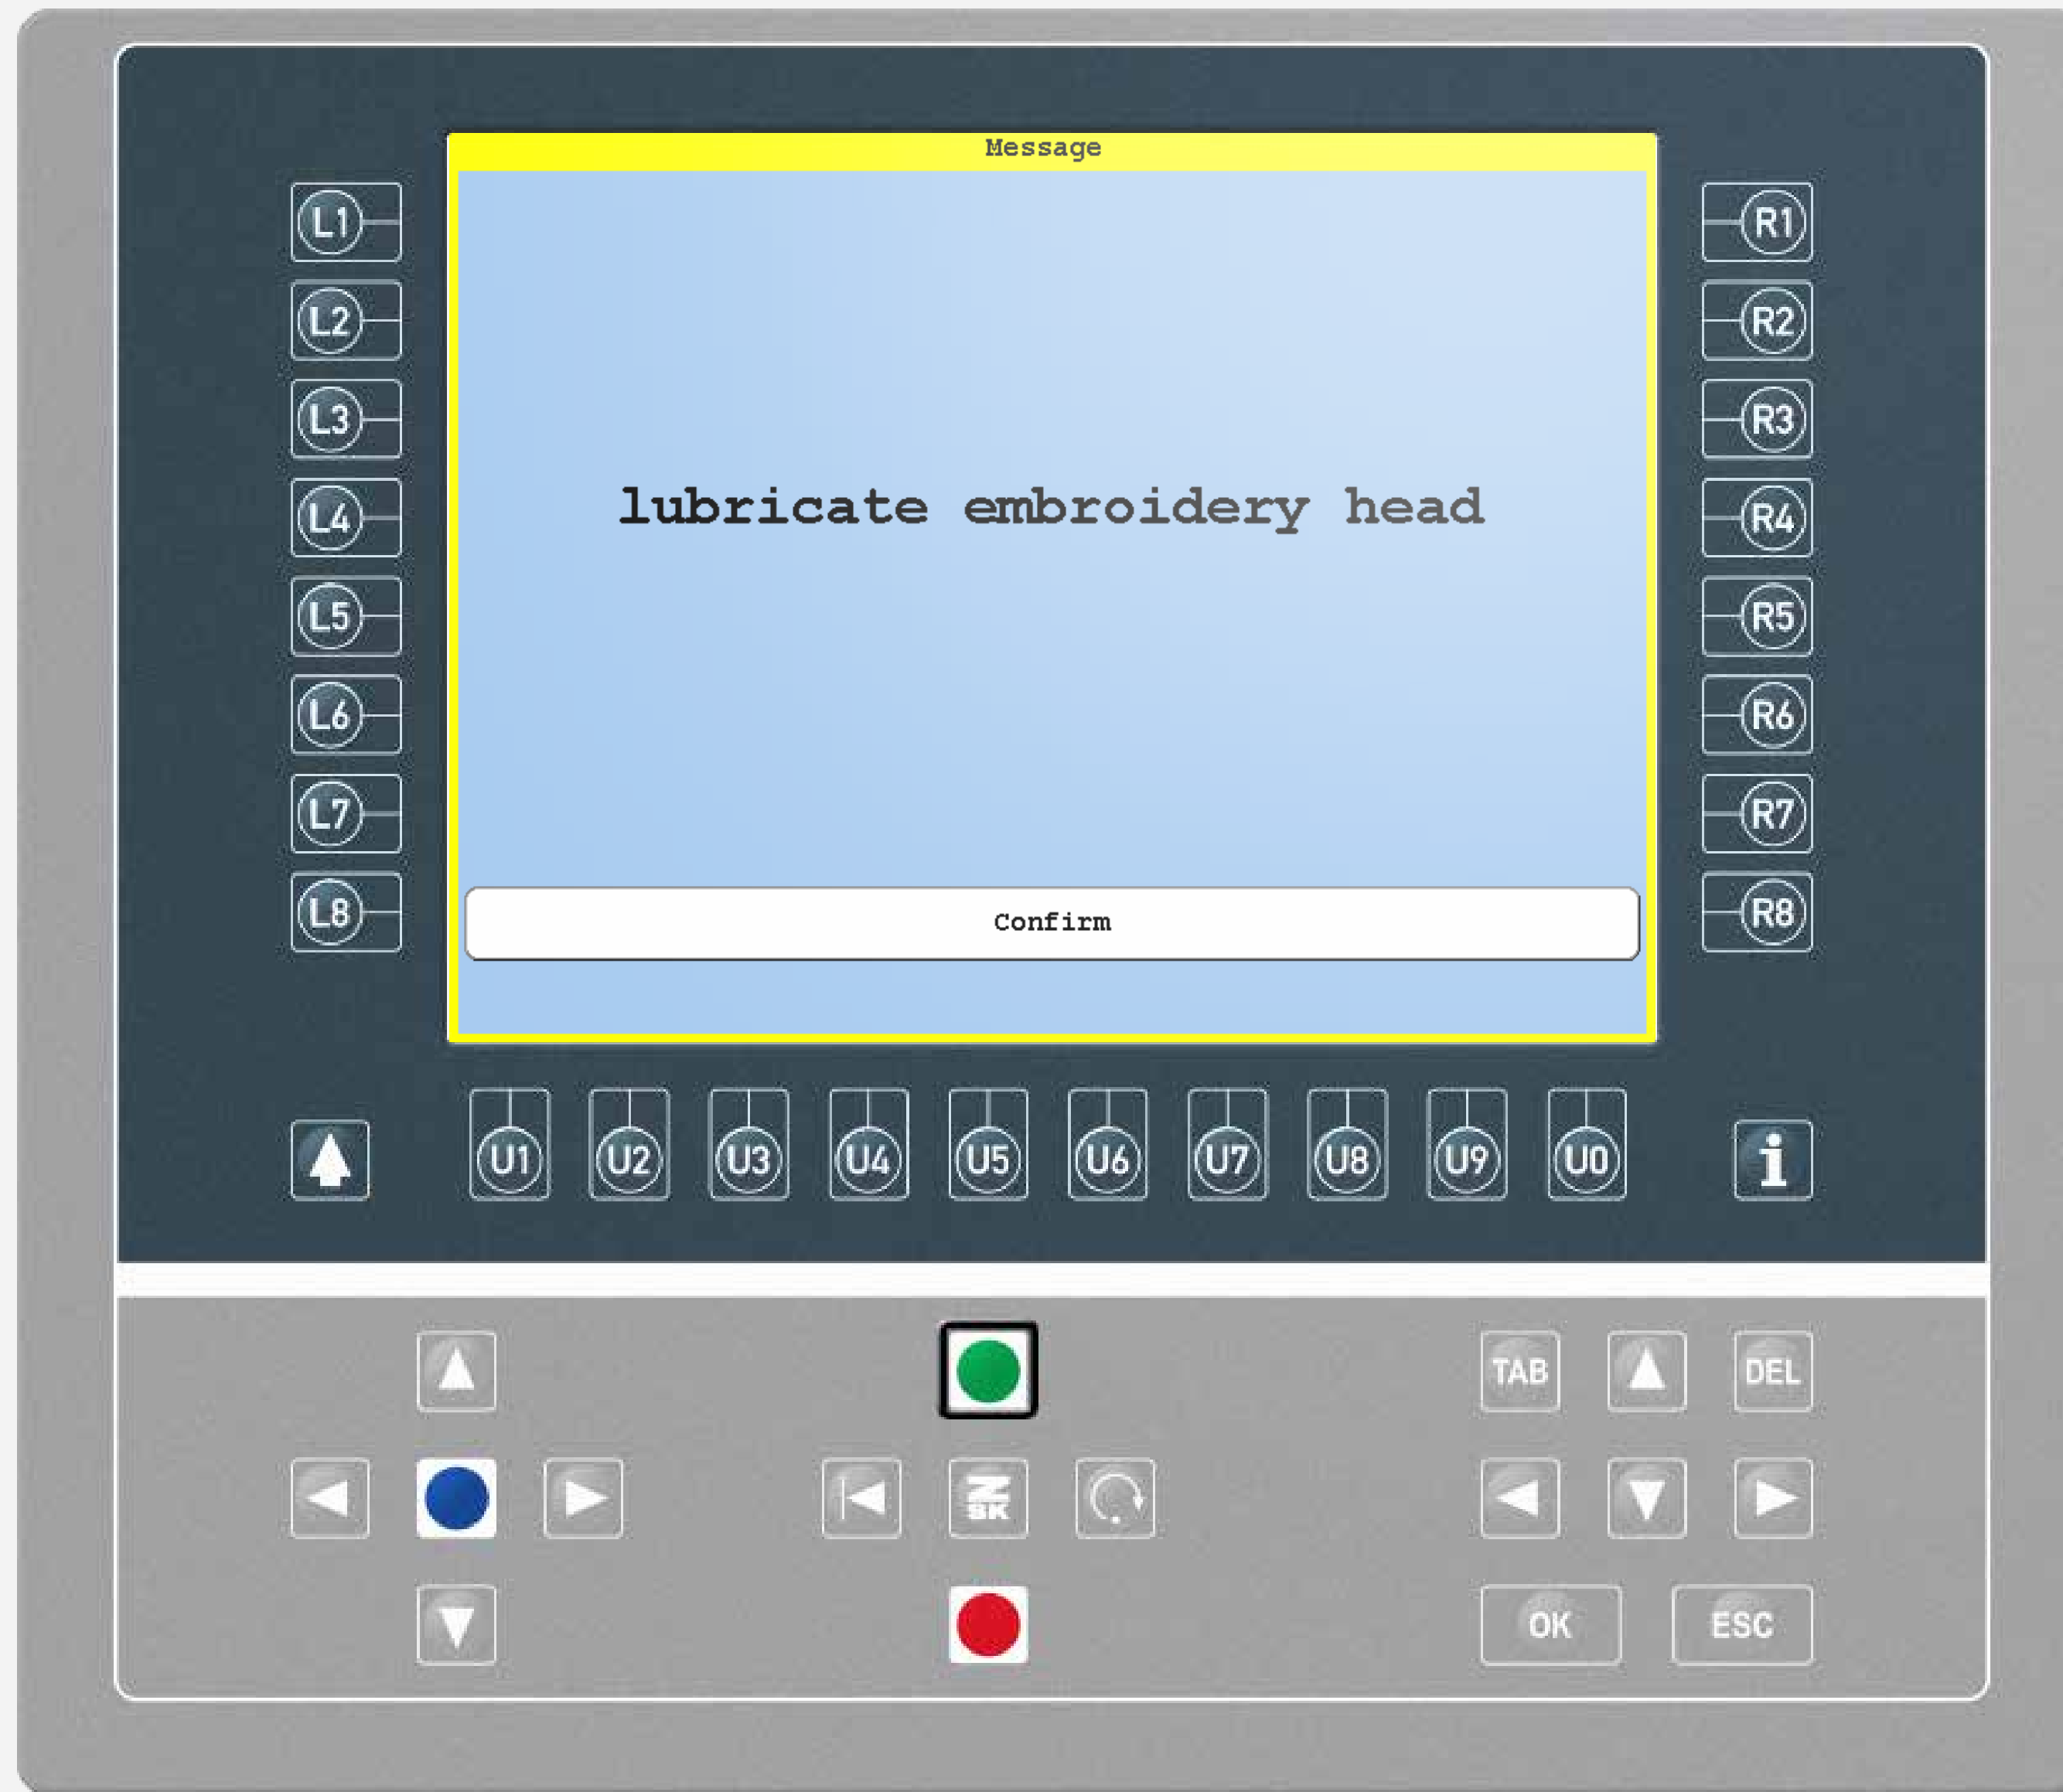 Message
L1
R1
L2
R2
L3
R3
lubricate embroidery head
L4
R4
L5
R5
L6
R6
L7
R7
L8
Confirm
R8
U1 U2 U3 U4 U5 U6 U7 U8 U9 U0
i
TAB DEL
SK
OK ESC